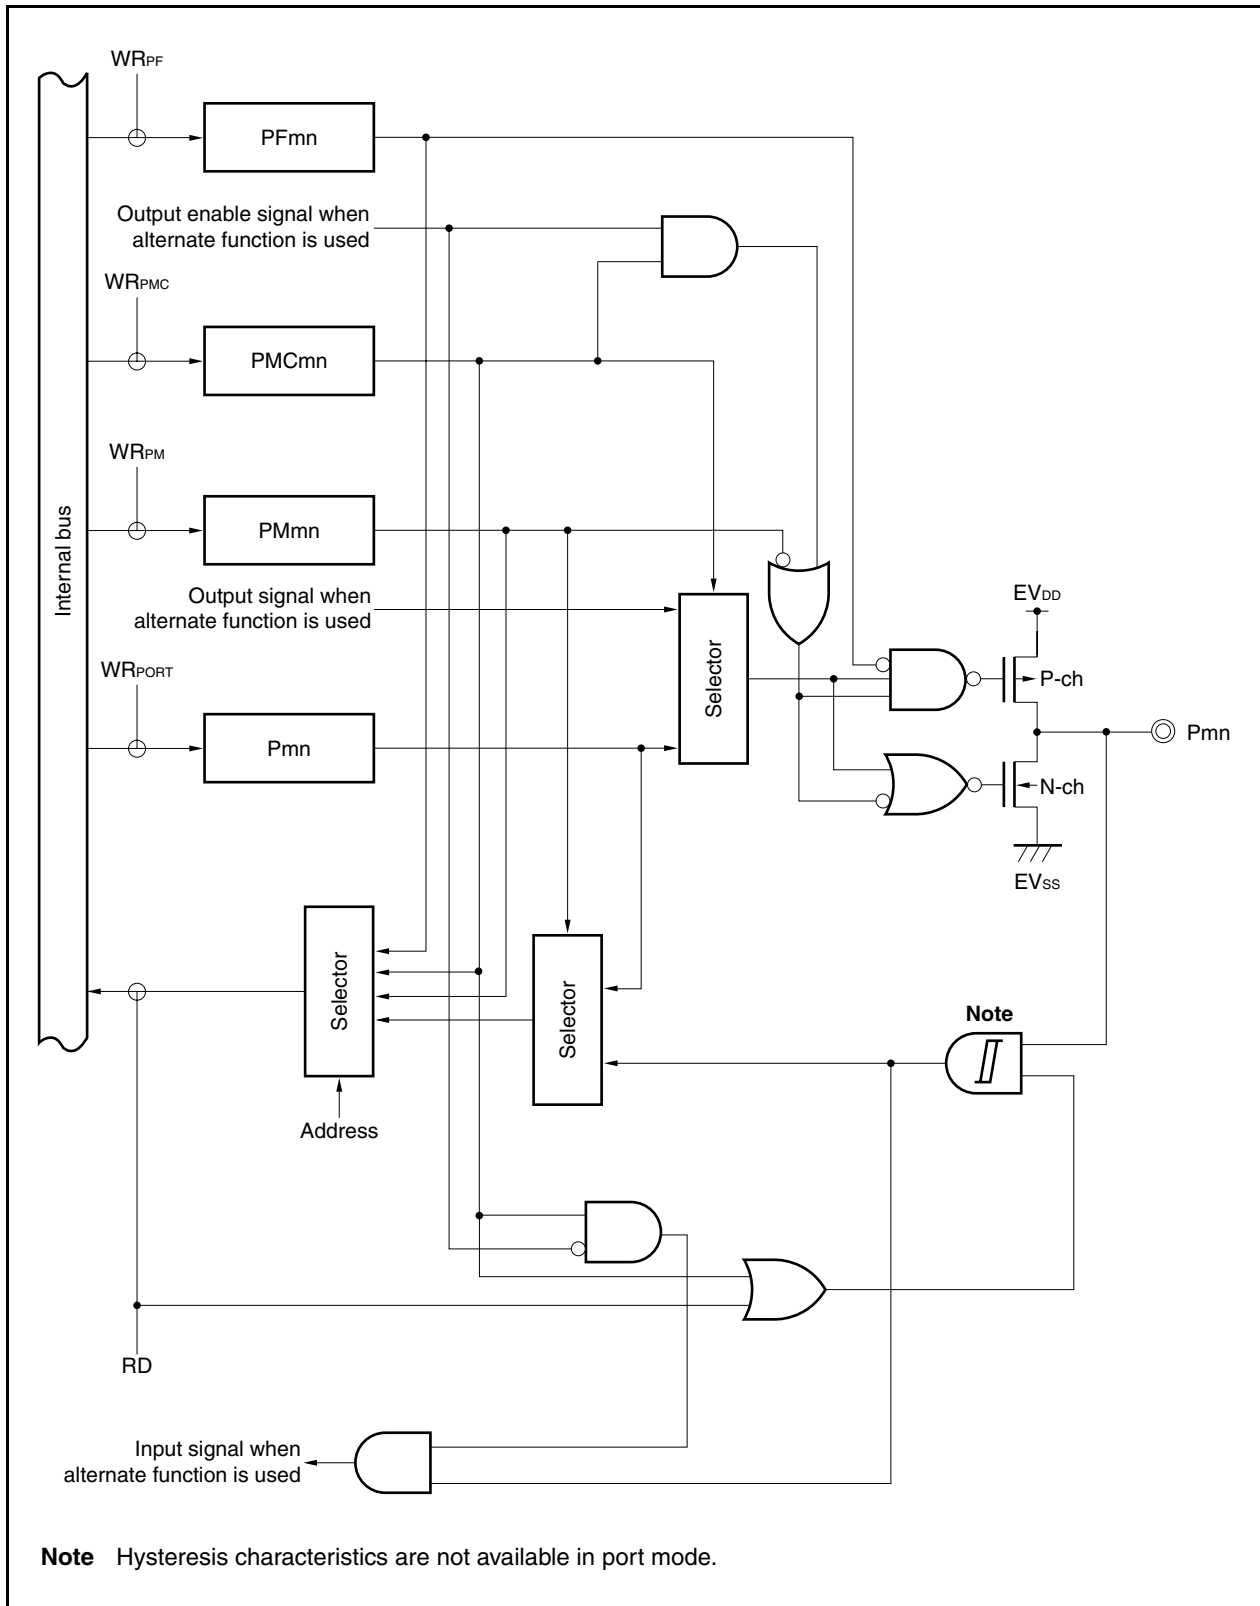 WRPF
PFmn
Output enable signal when
alternate function is used
WRPMC
PMCmn
WRPM
PMmn
Internal bus
Output signal when
alternate function is used
EVDD
Selector
P-ch
WRPORT
Pmn
Pmn
N-ch
EVSS
Selector
Selector
Note
Address
RD
Input signal when
alternate function is used
Note Hysteresis characteristics are not available in port mode.